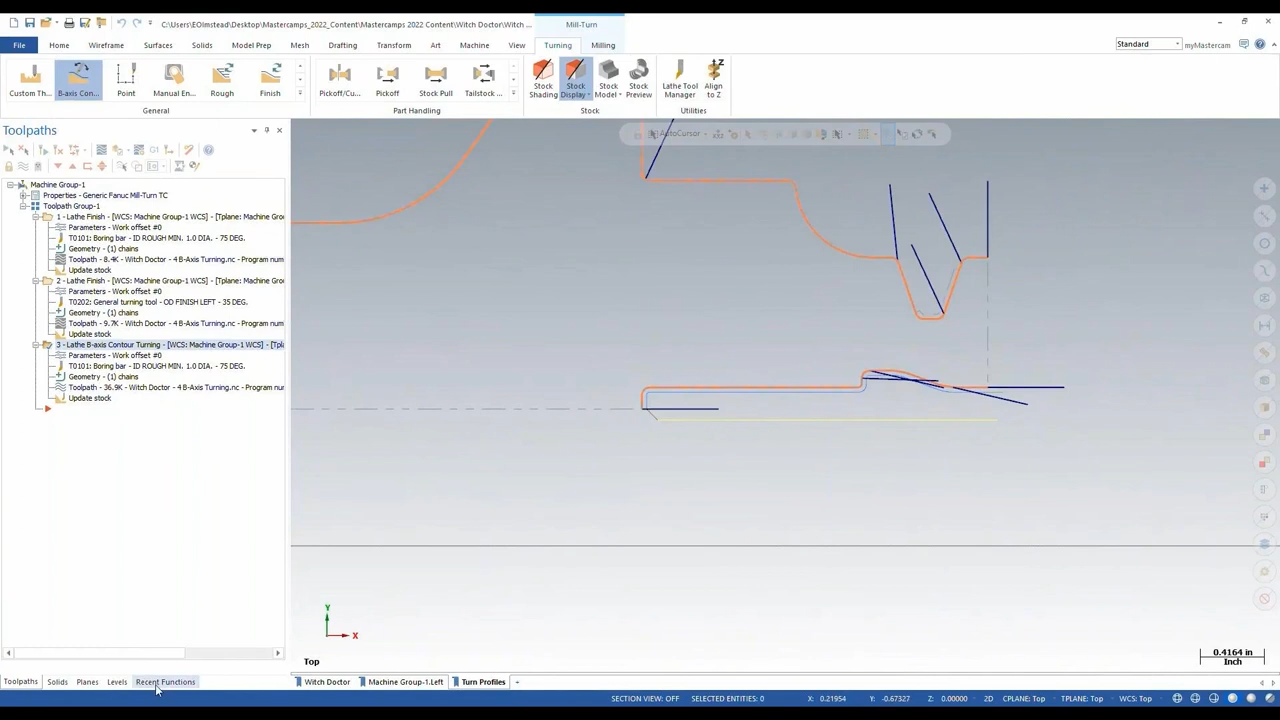 C:\Users\EOlmstead\Desktop\Mastercamps_2022_Content\Mastercamps 2022 Content\Witch Doctor\Witch ...
Mill-Turn
File Home Wireframe Surfaces Solids Model Prep Mesh Drafting Transform Art Machine View Turning Milling
Standard
myMastercam
Custom Th... B-axis Con... Point Manual En... Rough Finish
Pickoff/Cu... Pickoff Stock Pull Tailstock ...
Stock Shading Stock Display Stock Model Stock Preview
Lathe Tool Manager Align to Z
General Part Handling Stock Utilities
Toolpaths
AutoCursor
G1
Machine Group-1
Properties - Generic Fanuc Mill-Turn TC
Toolpath Group-1
1 - Lathe Finish - [WCS: Machine Group-1 WCS] - [Tplane: Machine Gro
Parameters - Work offset #0
T0101: Boring bar - ID ROUGH MIN. 1.0 DIA. - 75 DEG.
Geometry - (1) chains
Toolpath - 8.4K - Witch Doctor - 4 B-Axis Turning.nc - Program num
Update stock
2 - Lathe Finish - [WCS: Machine Group-1 WCS] - [Tplane: Machine Gro
Parameters - Work offset #0
T0202: General turning tool - OD FINISH LEFT - 35 DEG.
Geometry - (1) chains
Toolpath - 9.7K - Witch Doctor - 4 B-Axis Turning.nc - Program num
Update stock
3 - Lathe B-axis Contour Turning - [WCS: Machine Group-1 WCS] - [Tpl
Parameters - Work offset #0
T0101: Boring bar - ID ROUGH MIN. 1.0 DIA. - 75 DEG.
Geometry - (1) chains
Toolpath - 36.9K - Witch Doctor - 4 B-Axis Turning.nc - Program num
Update stock
Y
X
Top
0.4164 in
Inch
Toolpaths Solids Planes Levels Recent Functions
Witch Doctor Machine Group-1.Left Turn Profiles +
SECTION VIEW: OFF SELECTED ENTITIES: 0 X: 0.21954 Y: -0.67327 Z: 0.00000 2D CPLANE: Top TPLANE: Top WCS: Top